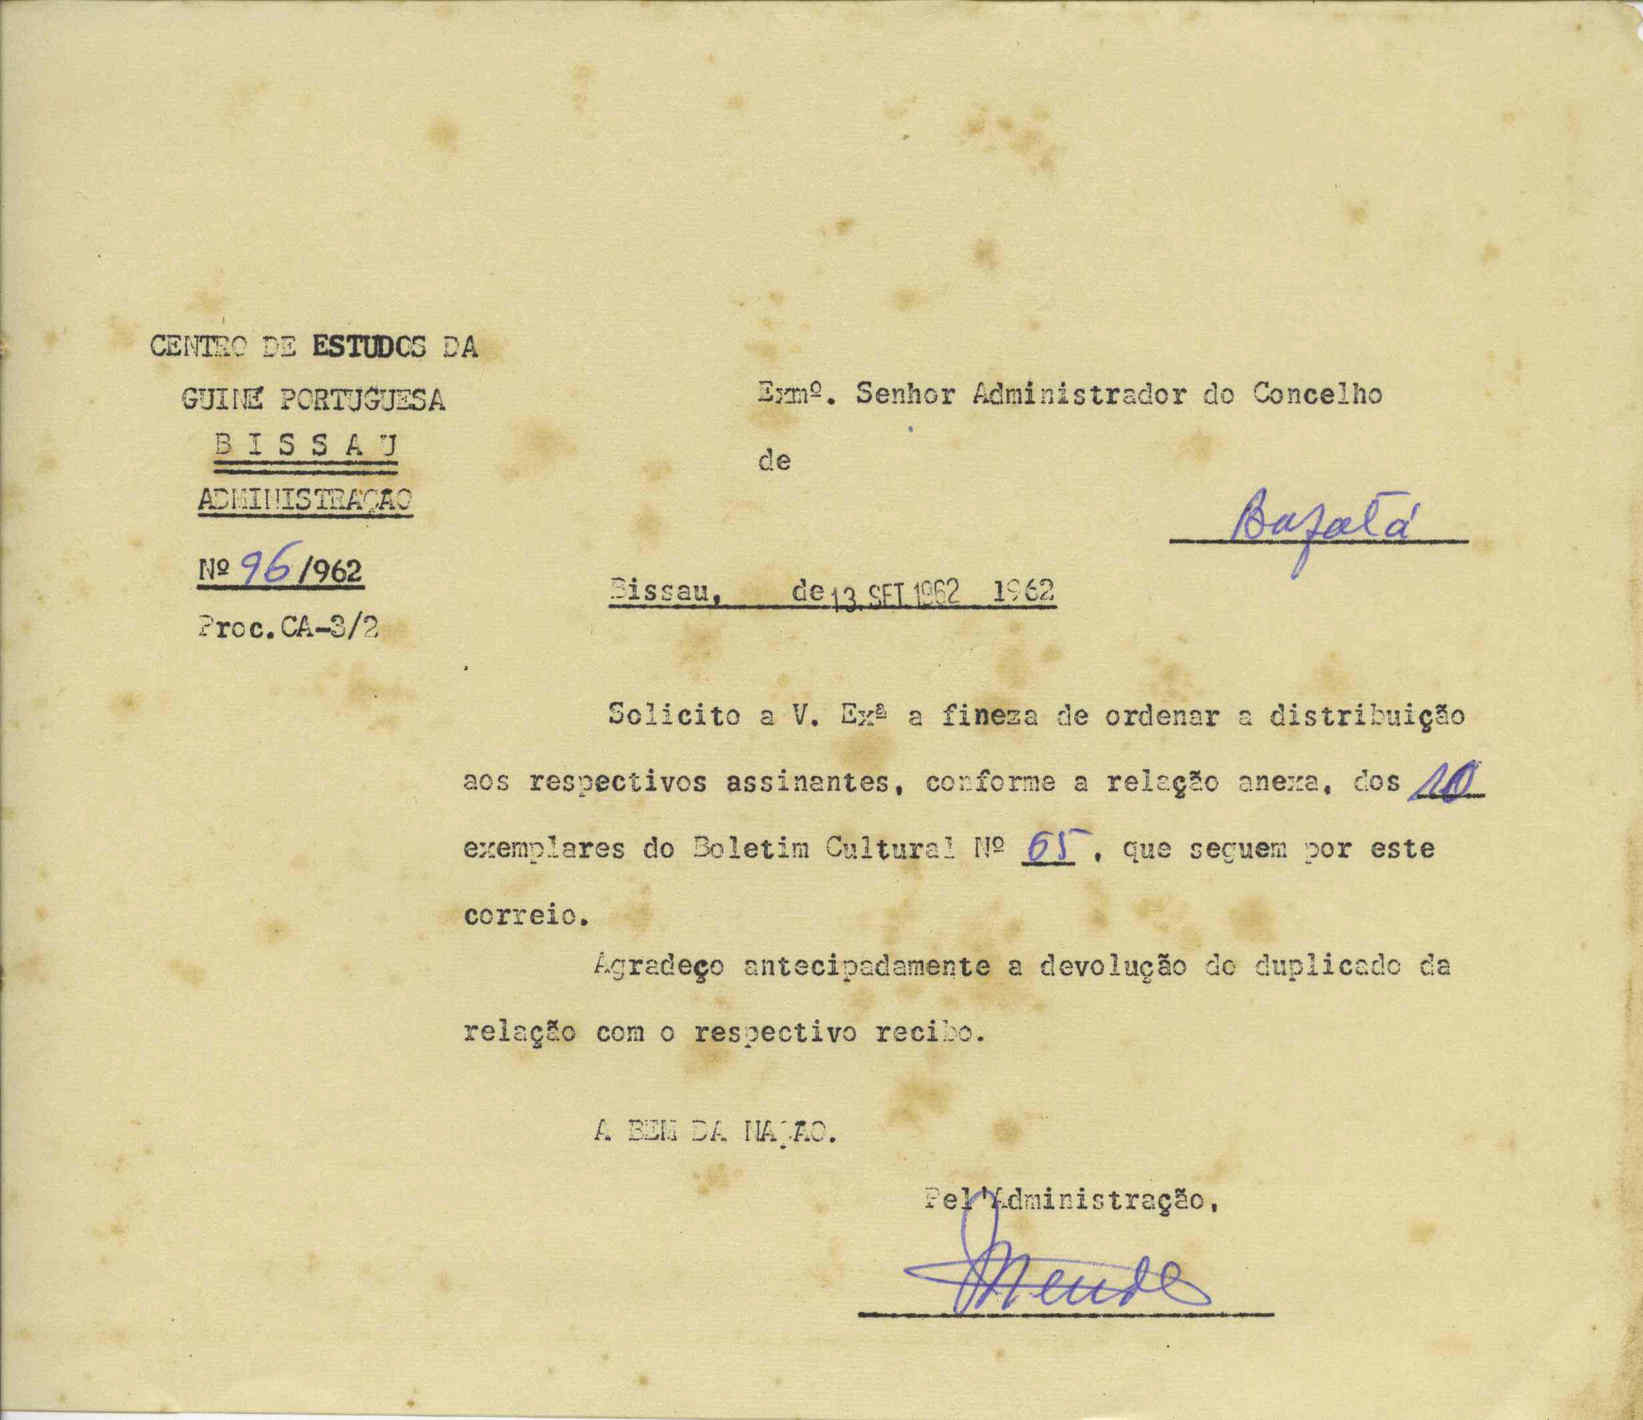 CENTRO DE ESTUDOS DA
GUINÉ PORTUGUESA
B I S S A U
ADMINISTRAÇAO
Nº 96/962
Proc.CA-3/2
Exmº. Senhor Administrador do Concelho
de
Bafatá
Bissau, de 13. SET. 1962 1962
Solicito a V. Exª a fineza de ordenar a distribuição
aos respectivos assinantes, conforme a relação anexa, dos 10
exemplares do Boletim Cultural Nº 65, que seguem por este
correio.
Agradeço antecipadamente a devolução do duplicado da
relação com o respectivo recibo.
A BEM DA NAÇAO.
Pel'Administração,
Mendes